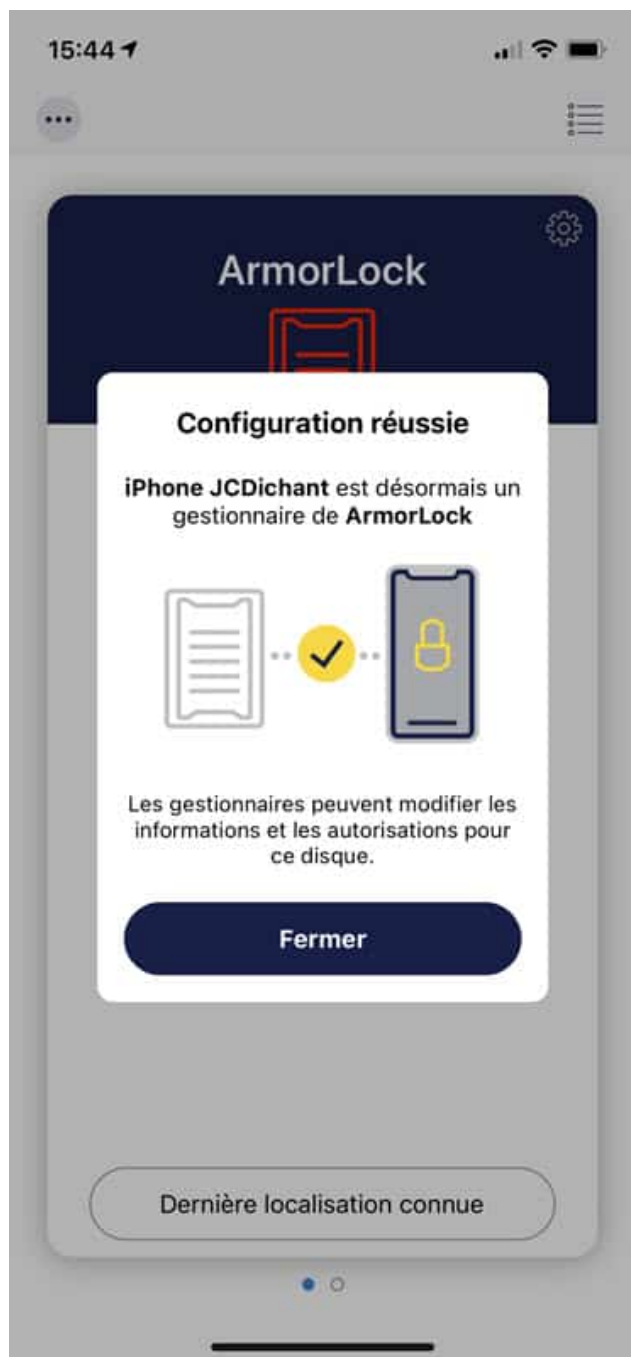 15:44
ArmorLock
Configuration réussie
iPhone JCDichant est désormais un
gestionnaire de ArmorLock
Les gestionnaires peuvent modifier les
informations et les autorisations pour
ce disque.
Fermer
Dernière localisation connue